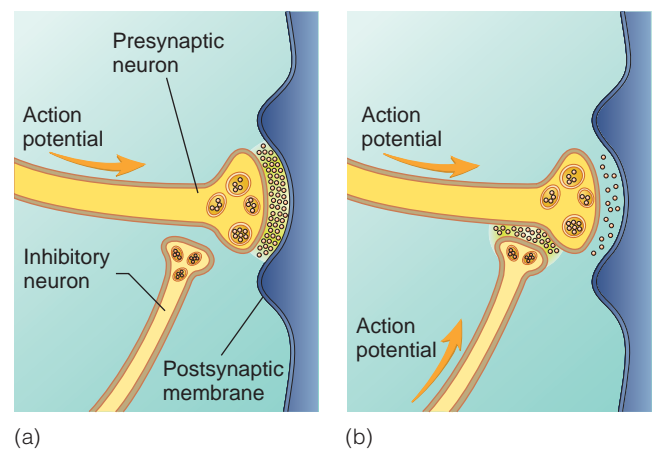 Presynaptic
neuron
Action
potential
Inhibitory
neuron
Postsynaptic
membrane
(a)
Action
potential
Action
potential
(b)